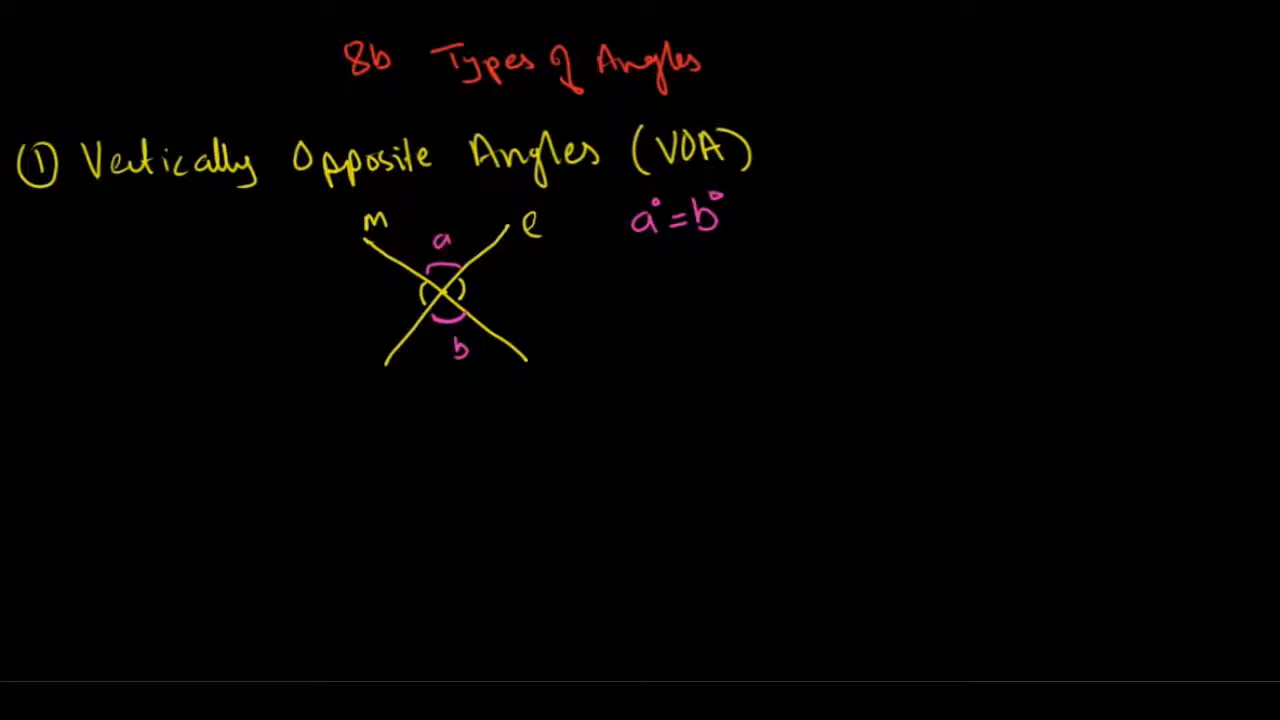 8b Types of Angles
(1) Vertically Opposite Angles (VOA)
m
l
a° = b°
a
b